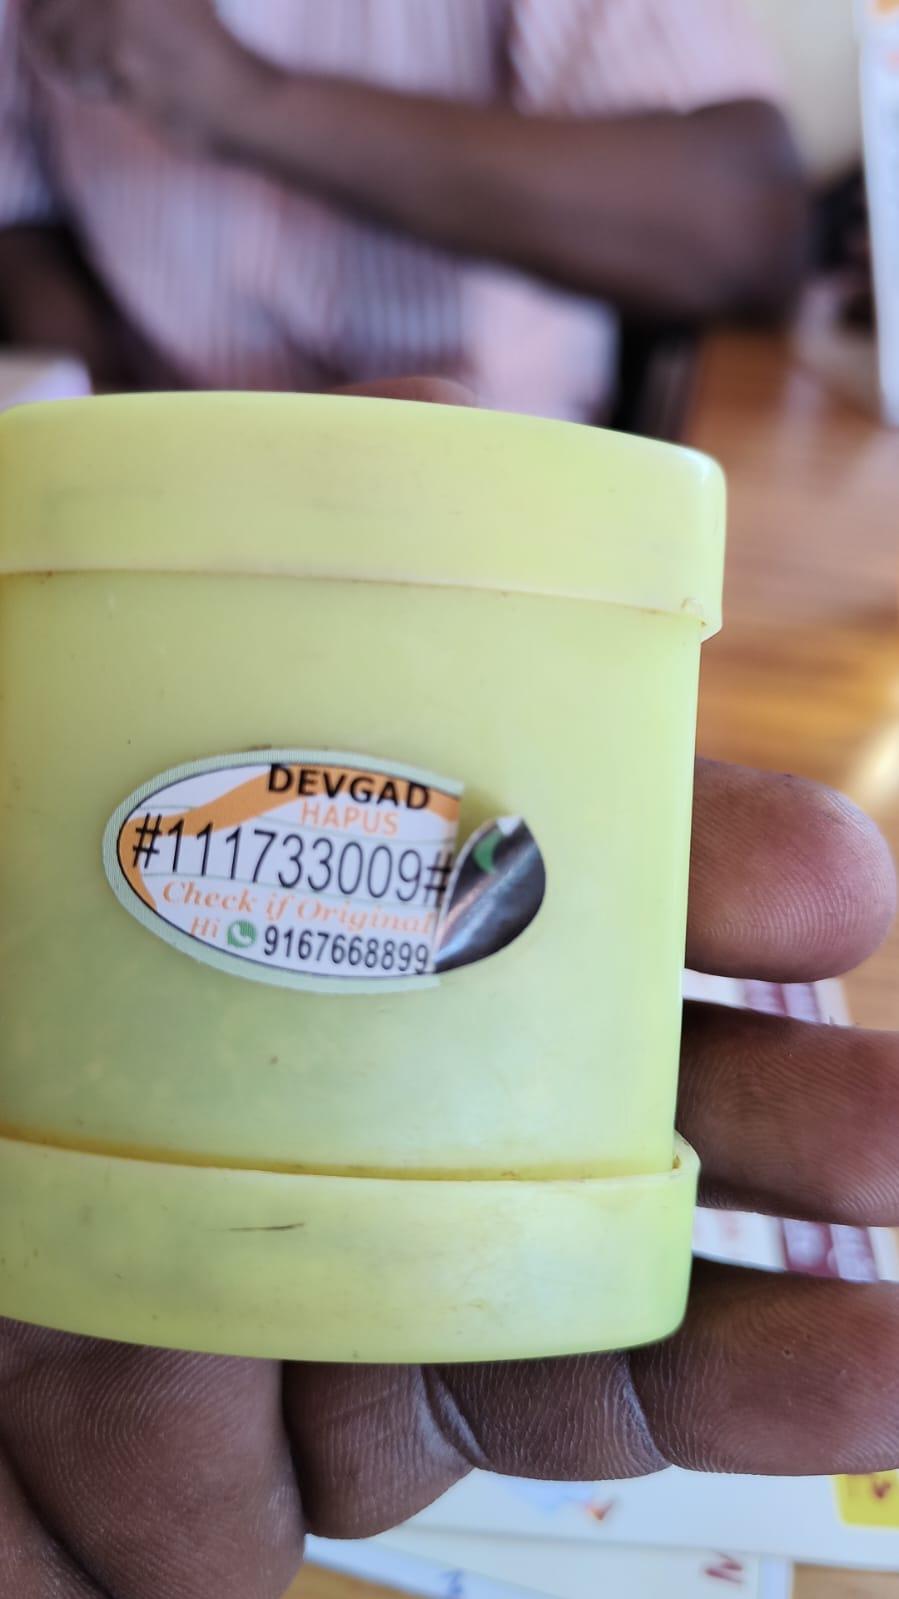 DEVGAD
HAPUS
#111733009#
Check if Original
Hi 9167668899